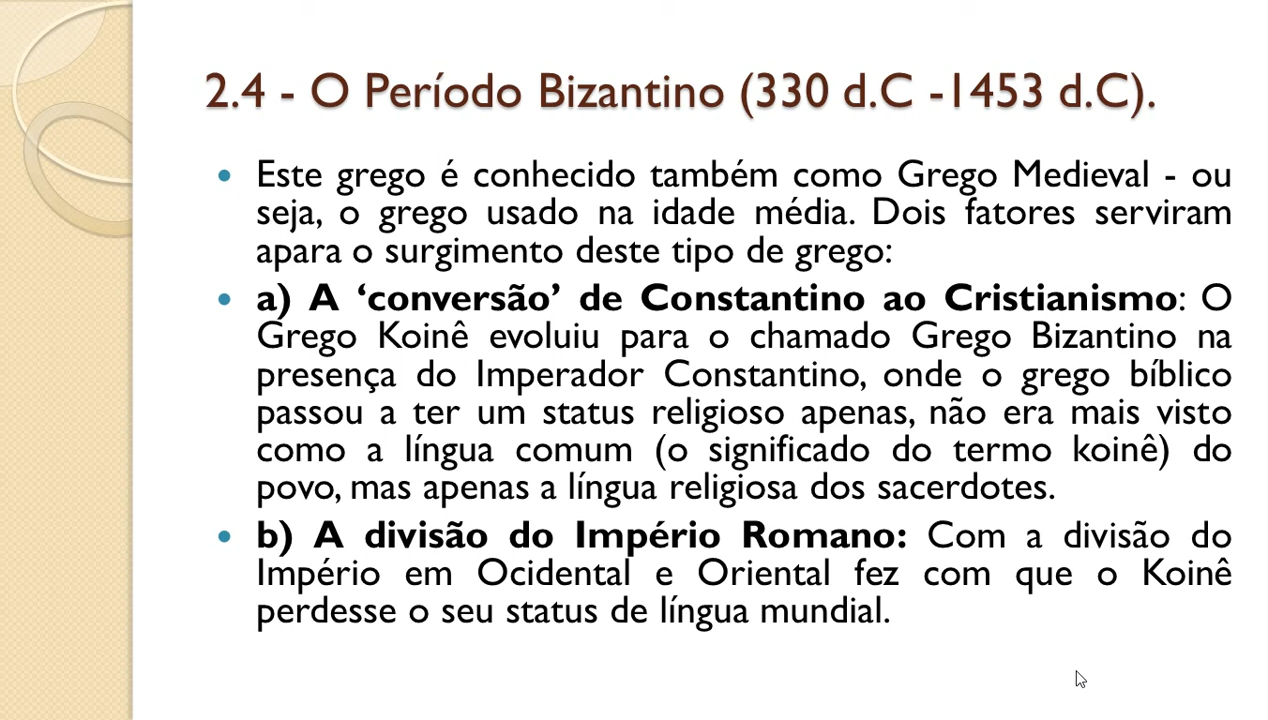 2.4 - O Período Bizantino (330 d.C -1453 d.C).
• Este grego é conhecido também como Grego Medieval - ou
seja, o grego usado na idade média. Dois fatores serviram
apara o surgimento deste tipo de grego:
• a) A ‘conversão’ de Constantino ao Cristianismo: O
Grego Koinê evoluiu para o chamado Grego Bizantino na
presença do Imperador Constantino, onde o grego bíblico
passou a ter um status religioso apenas, não era mais visto
como a língua comum (o significado do termo koinê) do
povo, mas apenas a língua religiosa dos sacerdotes.
• b) A divisão do Império Romano: Com a divisão do
Império em Ocidental e Oriental fez com que o Koinê
perdesse o seu status de língua mundial.